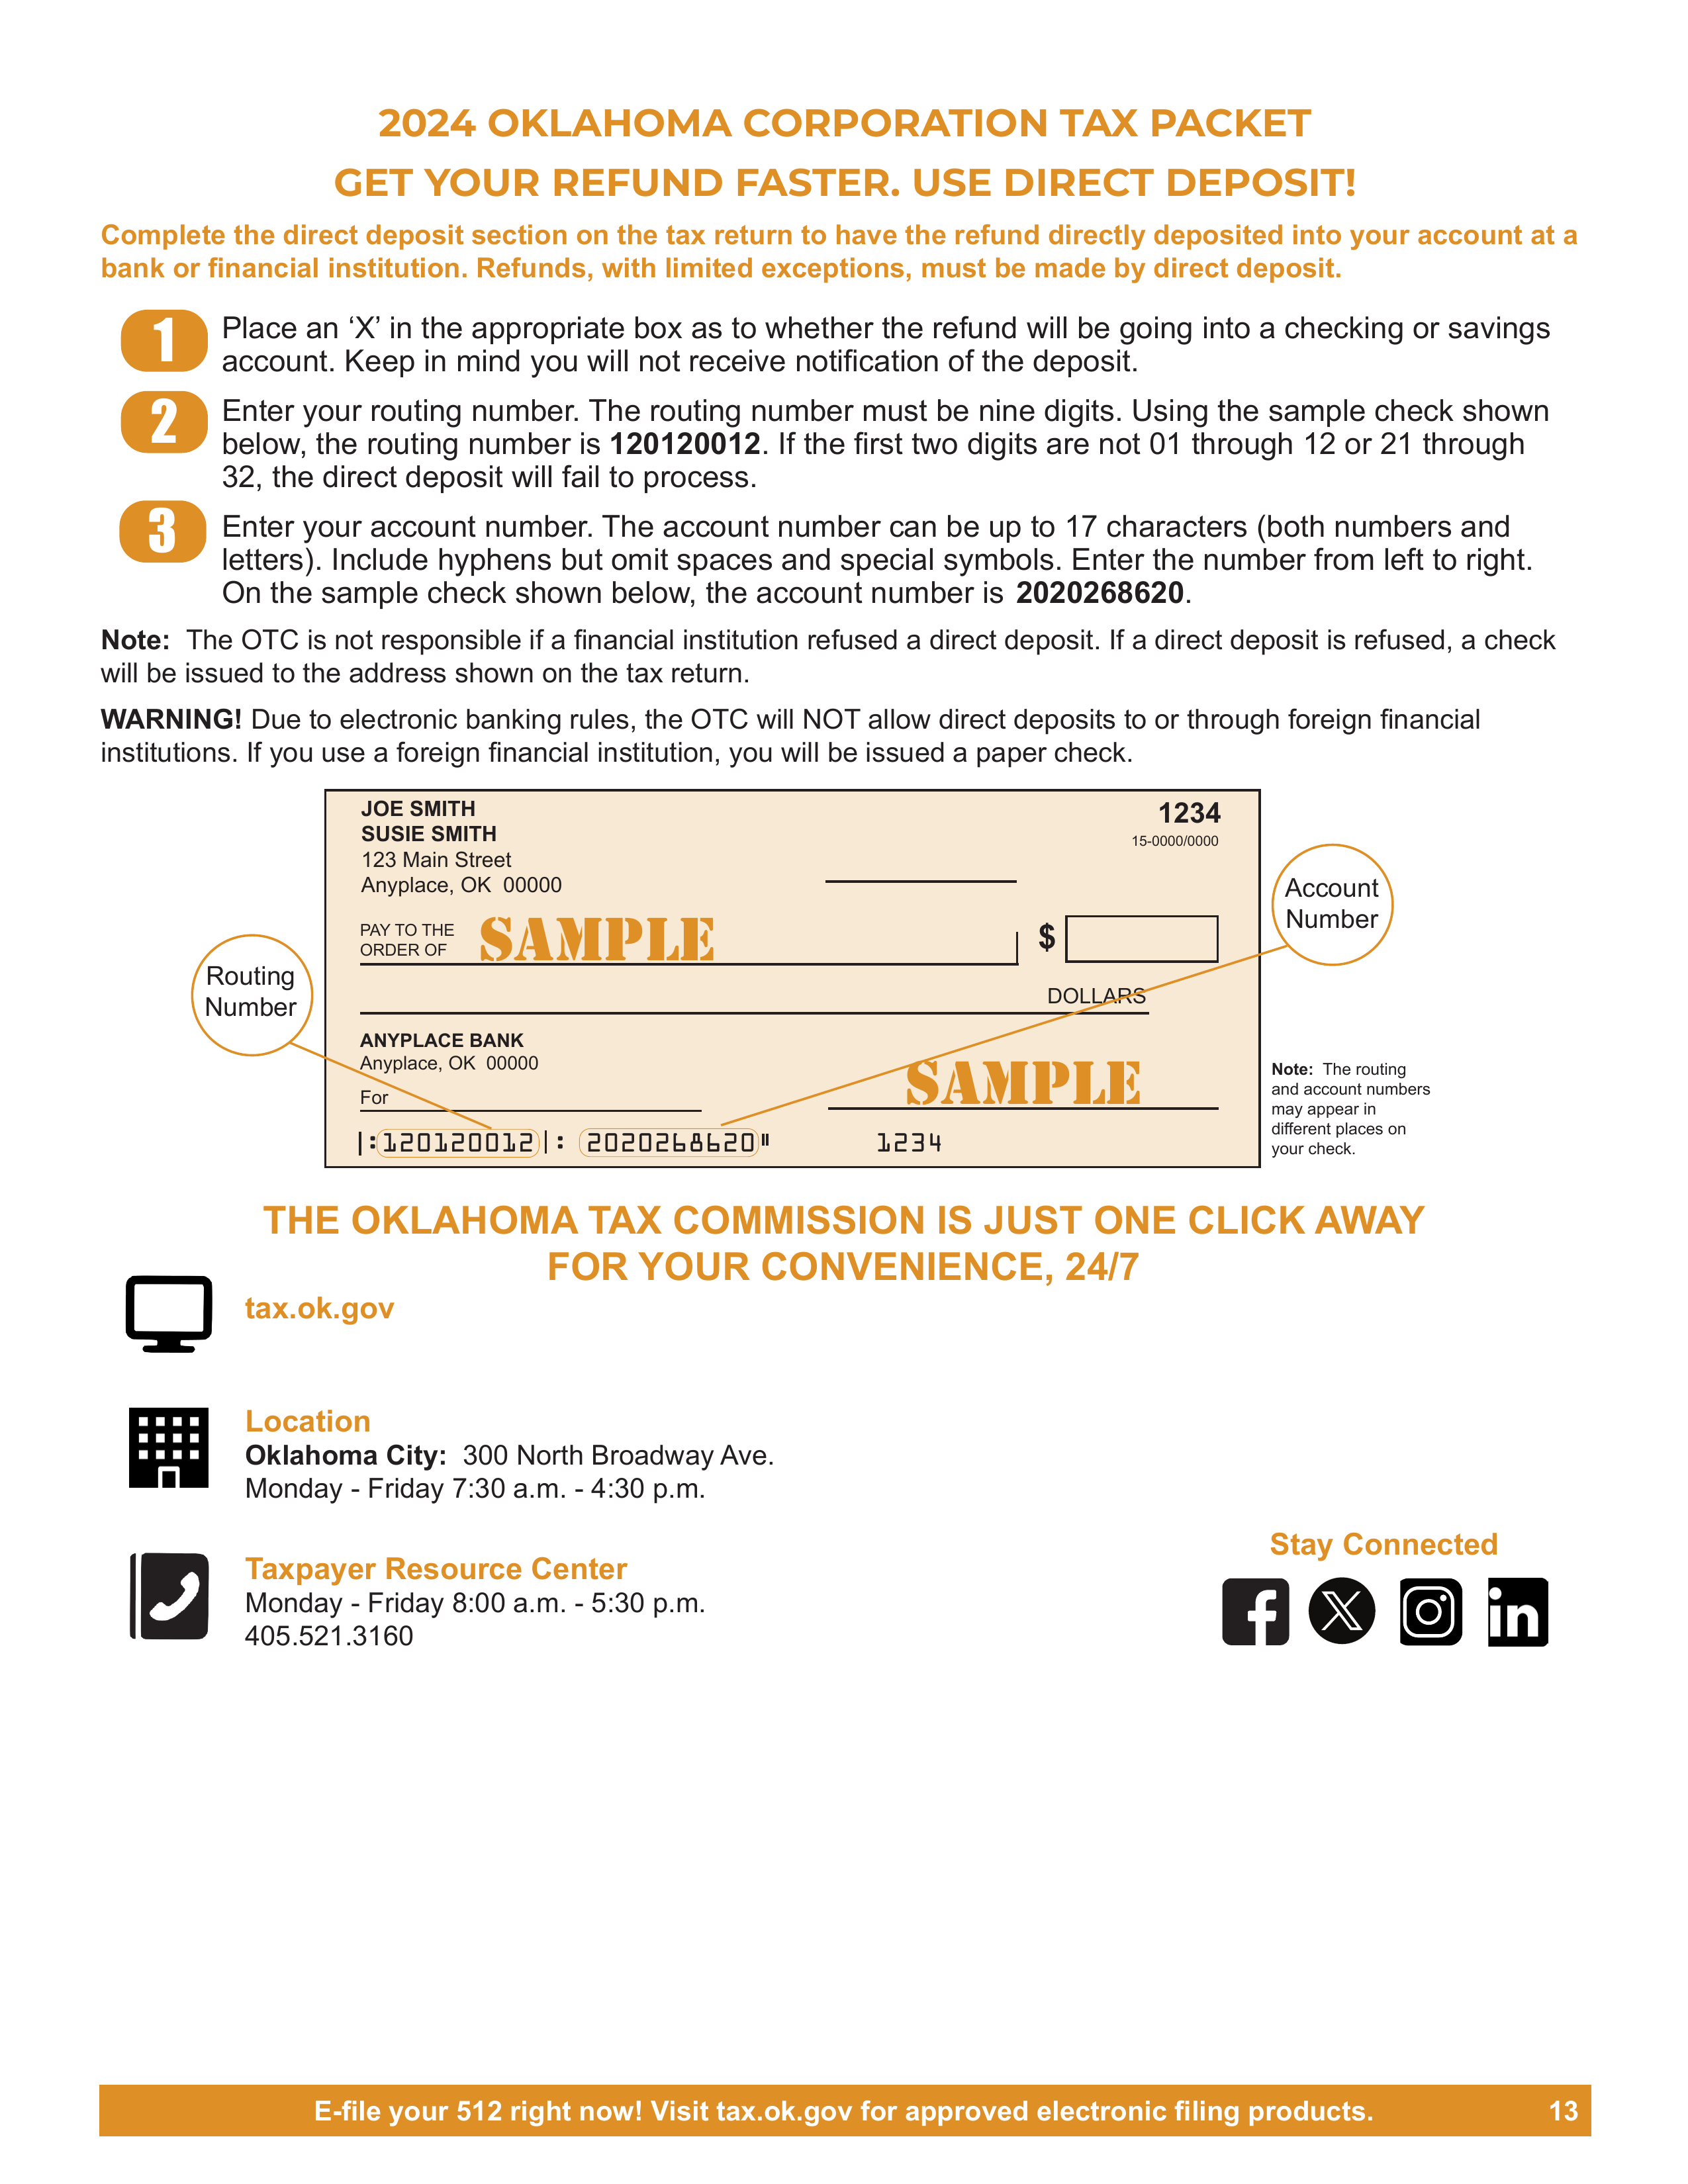 2024 OKLAHOMA CORPORATION TAX PACKET
GET YOUR REFUND FASTER. USE DIRECT DEPOSIT!
Complete the direct deposit section on the tax return to have the refund directly deposited into your account at a
bank or financial institution. Refunds, with limited exceptions, must be made by direct deposit.
1
Place an ‘X’ in the appropriate box as to whether the refund will be going into a checking or savings
account. Keep in mind you will not receive notification of the deposit.
2
Enter your routing number. The routing number must be nine digits. Using the sample check shown
below, the routing number is 120120012. If the first two digits are not 01 through 12 or 21 through
32, the direct deposit will fail to process.
3
Enter your account number. The account number can be up to 17 characters (both numbers and
letters). Include hyphens but omit spaces and special symbols. Enter the number from left to right.
On the sample check shown below, the account number is 2020268620.
Note: The OTC is not responsible if a financial institution refused a direct deposit. If a direct deposit is refused, a check
will be issued to the address shown on the tax return.
WARNING! Due to electronic banking rules, the OTC will NOT allow direct deposits to or through foreign financial
institutions. If you use a foreign financial institution, you will be issued a paper check.
JOE SMITH
SUSIE SMITH
123 Main Street
Anyplace, OK 00000
1234
15-0000/0000
Account
Number
PAY TO THE
ORDER OF
SAMPLE
$
Routing
Number
DOLLARS
ANYPLACE BANK
Anyplace, OK 00000
For
SAMPLE
|:120120012|: 2020268620" 1234
Note: The routing
and account numbers
may appear in
different places on
your check.
THE OKLAHOMA TAX COMMISSION IS JUST ONE CLICK AWAY
FOR YOUR CONVENIENCE, 24/7
tax.ok.gov
Location
Oklahoma City: 300 North Broadway Ave.
Monday - Friday 7:30 a.m. - 4:30 p.m.
Taxpayer Resource Center
Monday - Friday 8:00 a.m. - 5:30 p.m.
405.521.3160
Stay Connected
E-file your 512 right now! Visit tax.ok.gov for approved electronic filing products.
13